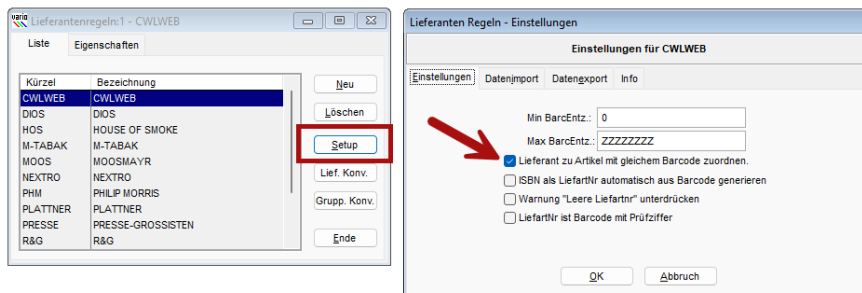 vario
Lieferantenregeln:1 - CWLWEB
Liste Eigenschaften
Kürzel Bezeichnung
CWLWEB CWLWEB
DIOS DIOS
HOS HOUSE OF SMOKE
M-TABAK M-TABAK
MOOS MOOSMAYR
NEXTRO NEXTRO
PHM PHILIP MORRIS
PLATTNER PLATTNER
PRESSE PRESSE-GROSSISTEN
R&G R&G
Neu
Löschen
Setup
Lief. Konv.
Grupp. Konv.
Ende
Lieferanten Regeln - Einstellungen
Einstellungen für CWLWEB
Einstellungen Datenimport Datenexport Info
Min BarcEntz.: 0
Max BarcEntz.: ZZZZZZZZ
Lieferant zu Artikel mit gleichem Barcode zuordnen.
ISBN als LiefartNr automatisch aus Barcode generieren
Warnung "Leere Liefartnr" unterdrücken
LiefartNr ist Barcode mit Prüfziffer
OK Abbruch